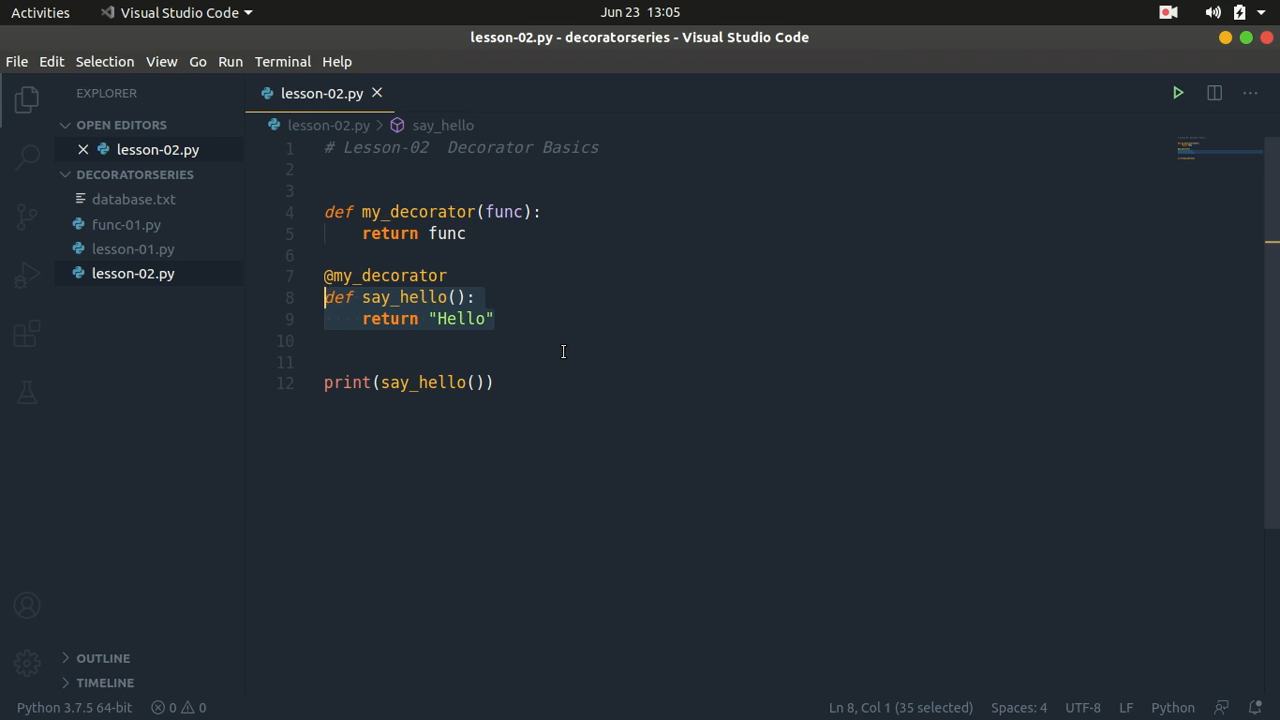 Activities
Visual Studio Code
Jun 23 13:05
lesson-02.py - decoratorseries - Visual Studio Code
File Edit Selection View Go Run Terminal Help
EXPLORER
OPEN EDITORS
lesson-02.py
DECORATORSERIES
database.txt
func-01.py
lesson-01.py
lesson-02.py
OUTLINE
TIMELINE
lesson-02.py
lesson-02.py > say_hello
1 # Lesson-02  Decorator Basics
2
3
4 def my_decorator(func):
5     return func
6
7 @my_decorator
8 def say_hello():
9     return "Hello"
10
11
12 print(say_hello())
Python 3.7.5 64-bit 0 0 Ln 8, Col 1 (35 selected) Spaces: 4 UTF-8 LF Python